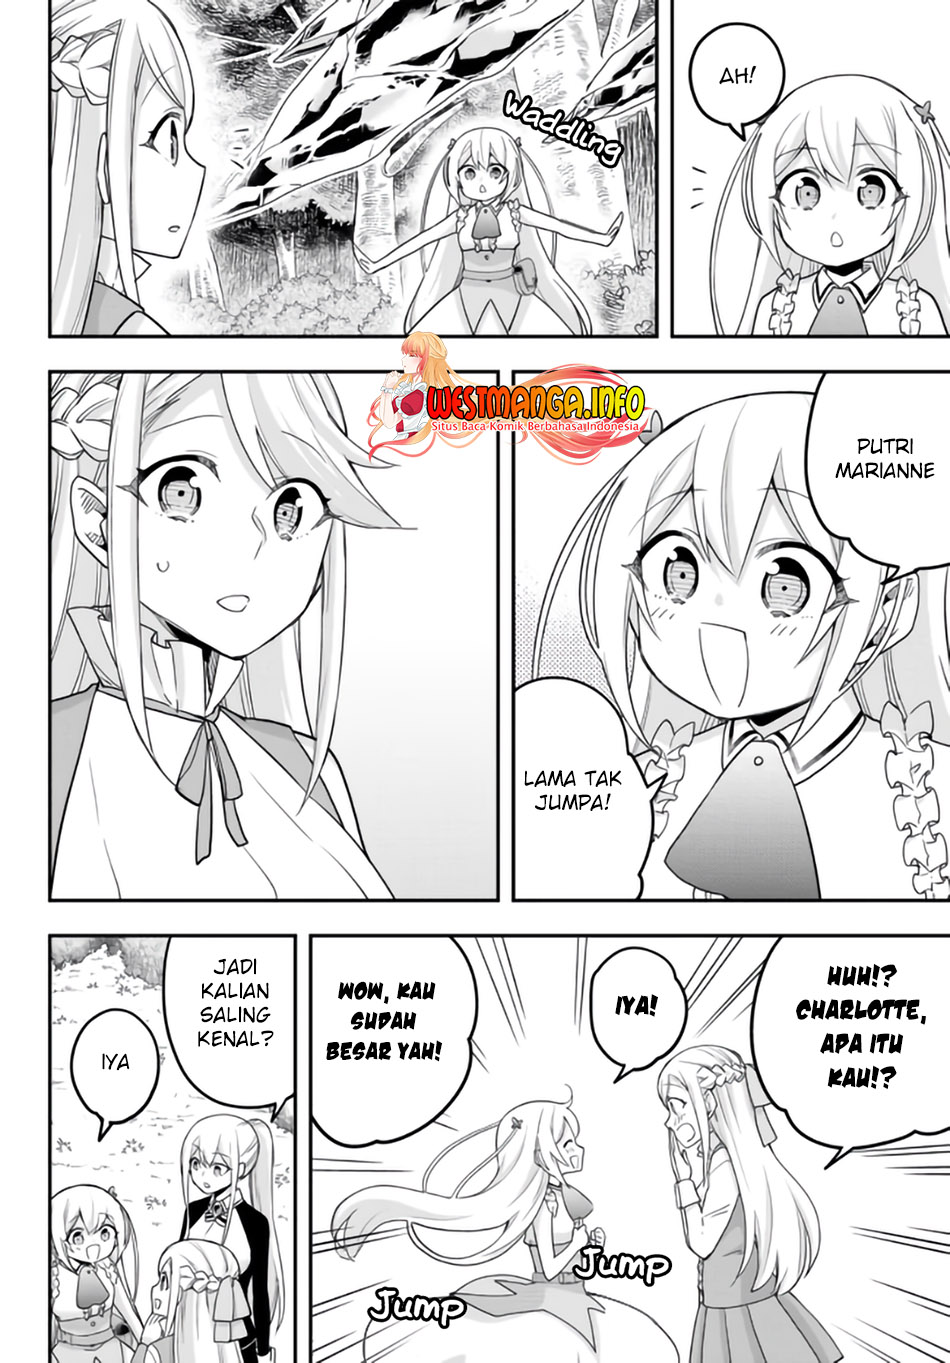 AH!
Waddling
WESTMANGA.INFO
Situs Baca Komik Berbahasa Indonesia
PUTRI
MARIANNE
LAMA TAK
JUMPA!
HUH!?
CHARLOTTE,
APA ITU
KAU!?
IYA!
WOW, KAU
SUDAH
BESAR YAH!
Jump
Jump
JADI
KALIAN
SALING
KENAL?
IYA